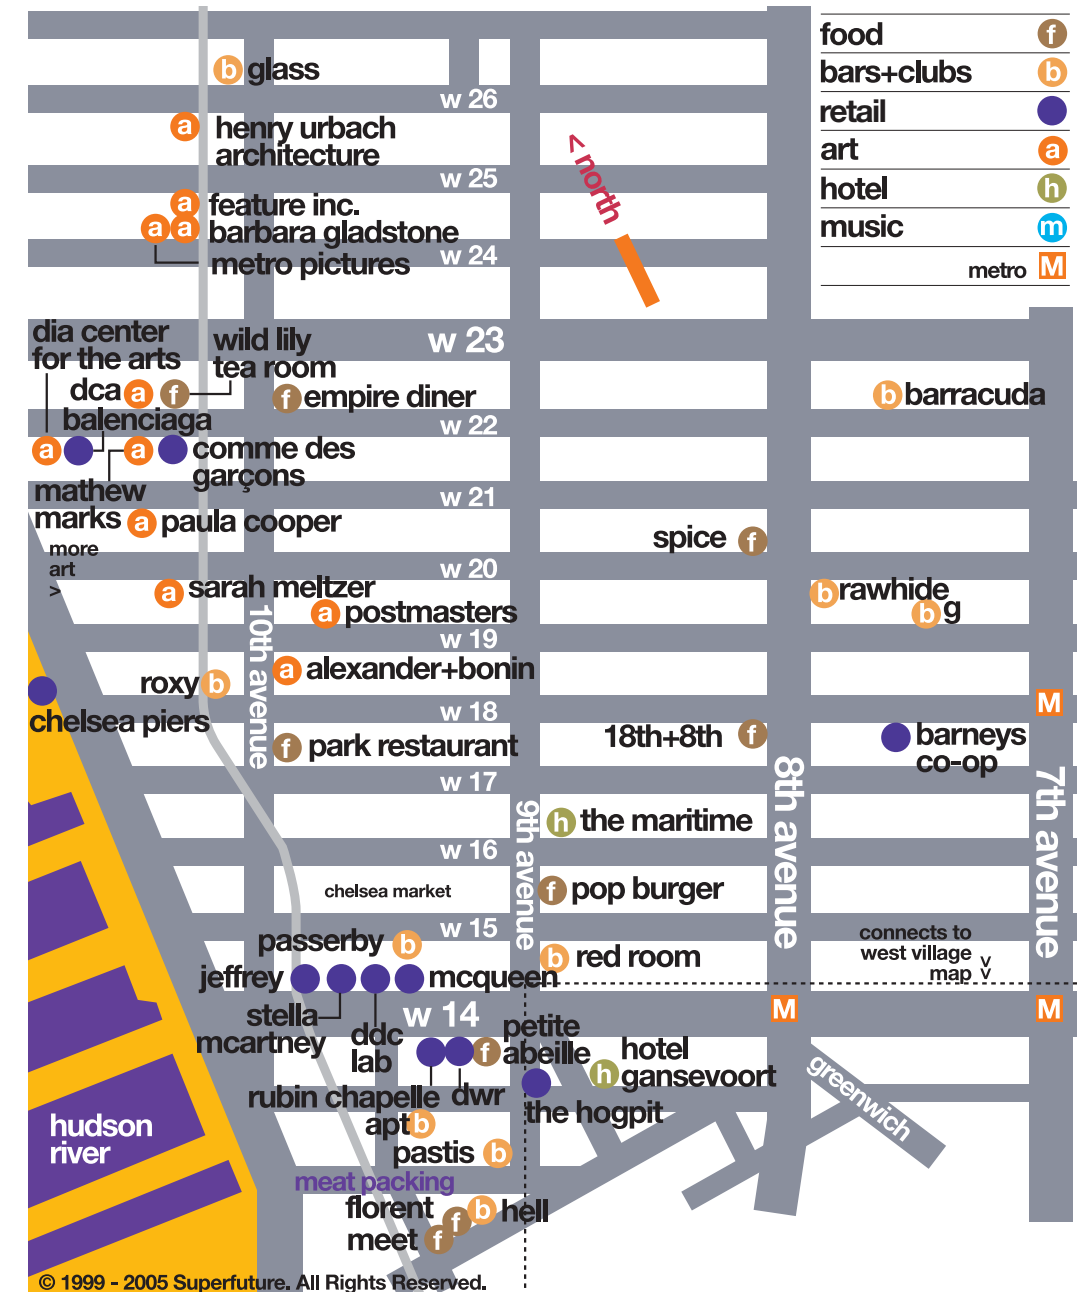 food f
bars+clubs b
retail
art a
hotel h
music m
metro M
b glass
w 26
a henry urbach
architecture
< north
w 25
a feature inc.
a a barbara gladstone
metro pictures
w 24
w 23
dia center
for the arts
wild lily
tea room
dca a f
f empire diner
b barracuda
balenciaga
w 22
a a comme des
garçons
mathew
marks
w 21
a paula cooper
more
art
>
spice f
w 20
a sarah meltzer
b rawhide
b g
a postmasters
10th avenue
w 19
a alexander+bonin
roxy b
chelsea piers
w 18
M
f park restaurant
18th+8th f
barneys
co-op
w 17
8th avenue
7th avenue
9th avenue
h the maritime
w 16
chelsea market
f pop burger
w 15
passerby b
b red room
connects to
west village
map >>
jeffrey mcqueen
stella
mccartney
ddc
lab
w 14
M M
petite
abeille
f
hotel
gansevoort
h
greenwich
rubin chapelle dwr
the hogpit
apt b
hudson
river
pastis b
meat packing
florent f
b hell
meet f
© 1999 - 2005 Superfuture. All Rights Reserved.